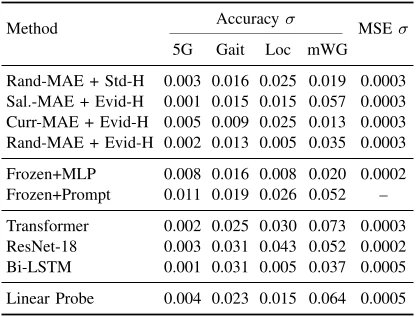 Method Accuracy σ MSE σ
5G Gait Loc mWG
Rand-MAE + Std-H 0.003 0.016 0.025 0.019 0.0003
Sal.-MAE + Evid-H 0.001 0.015 0.015 0.057 0.0003
Curr-MAE + Evid-H 0.005 0.009 0.025 0.013 0.0003
Rand-MAE + Evid-H 0.002 0.013 0.005 0.035 0.0003
Frozen+MLP 0.008 0.016 0.008 0.020 0.0002
Frozen+Prompt 0.011 0.019 0.026 0.052 –
Transformer 0.002 0.025 0.030 0.073 0.0003
ResNet-18 0.003 0.031 0.043 0.052 0.0002
Bi-LSTM 0.001 0.031 0.005 0.037 0.0005
Linear Probe 0.004 0.023 0.015 0.064 0.0005